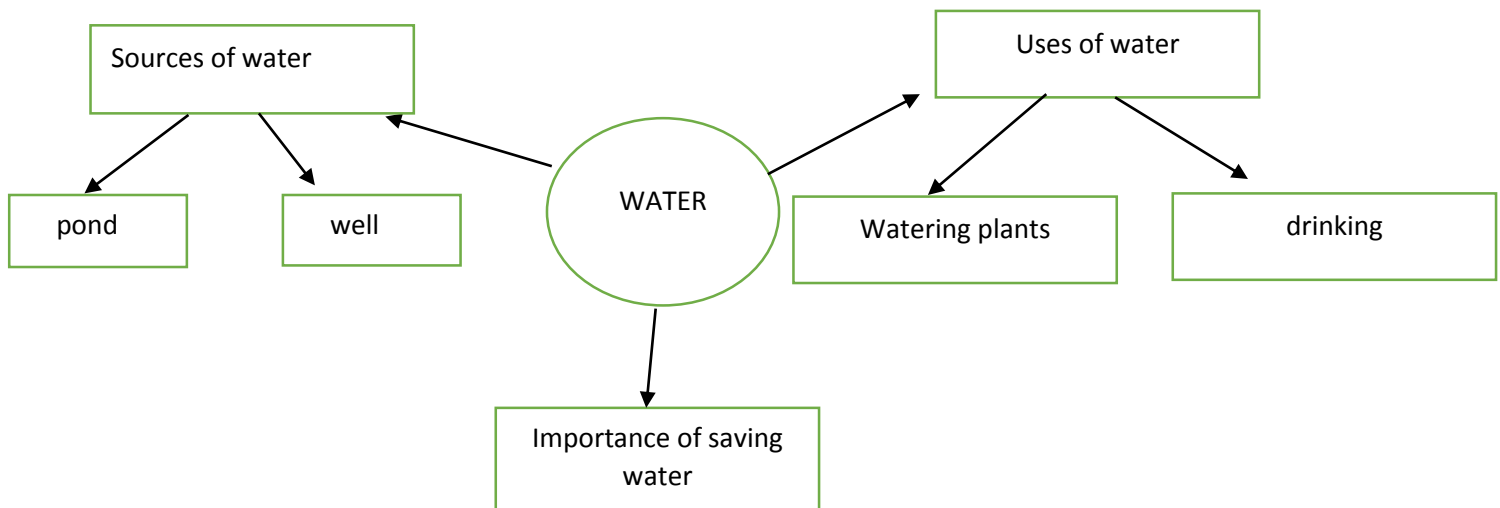 Sources of water
Uses of water
pond
well
WATER
Watering plants
drinking
Importance of saving
water